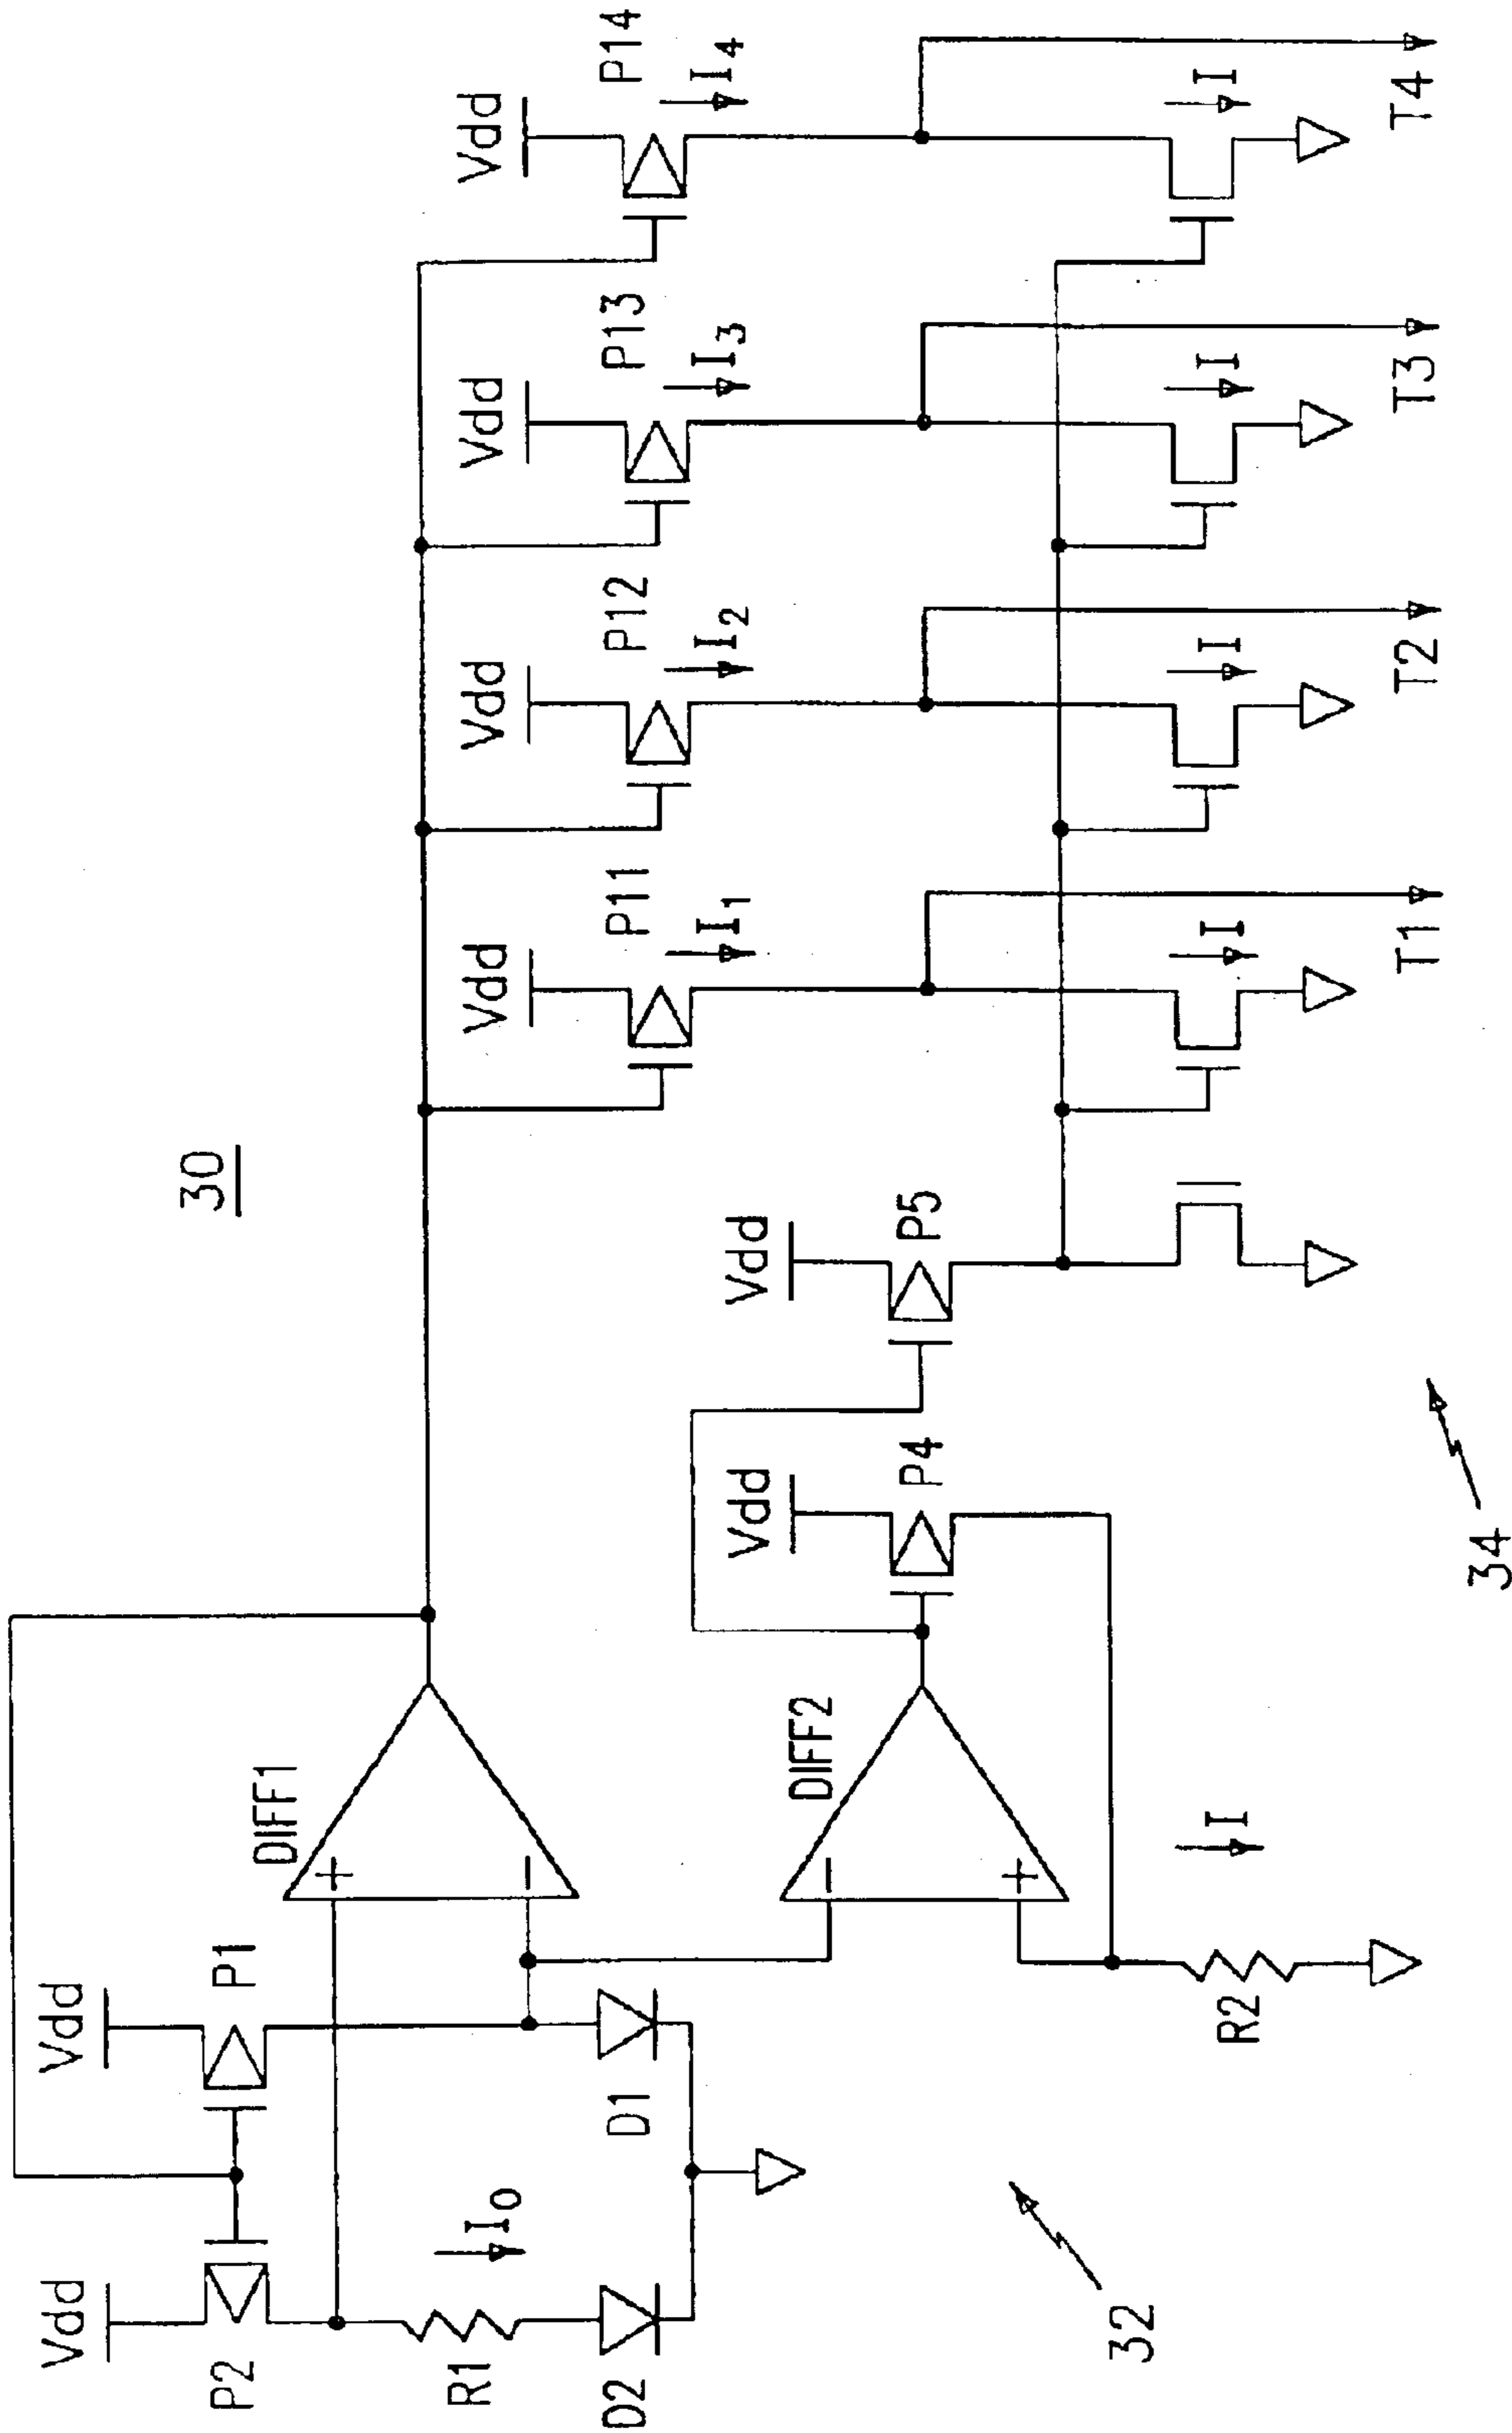 30
Vdd
Vdd
P2
P1
DIFF1
+
−
R1
I0
D2
D1
32
DIFF2
−
+
R2
I
Vdd
P4
Vdd
P5
34
Vdd
P11
I1
I
T1
Vdd
P12
I2
I
T2
Vdd
P13
I3
I
T3
Vdd
P14
I4
I
T4